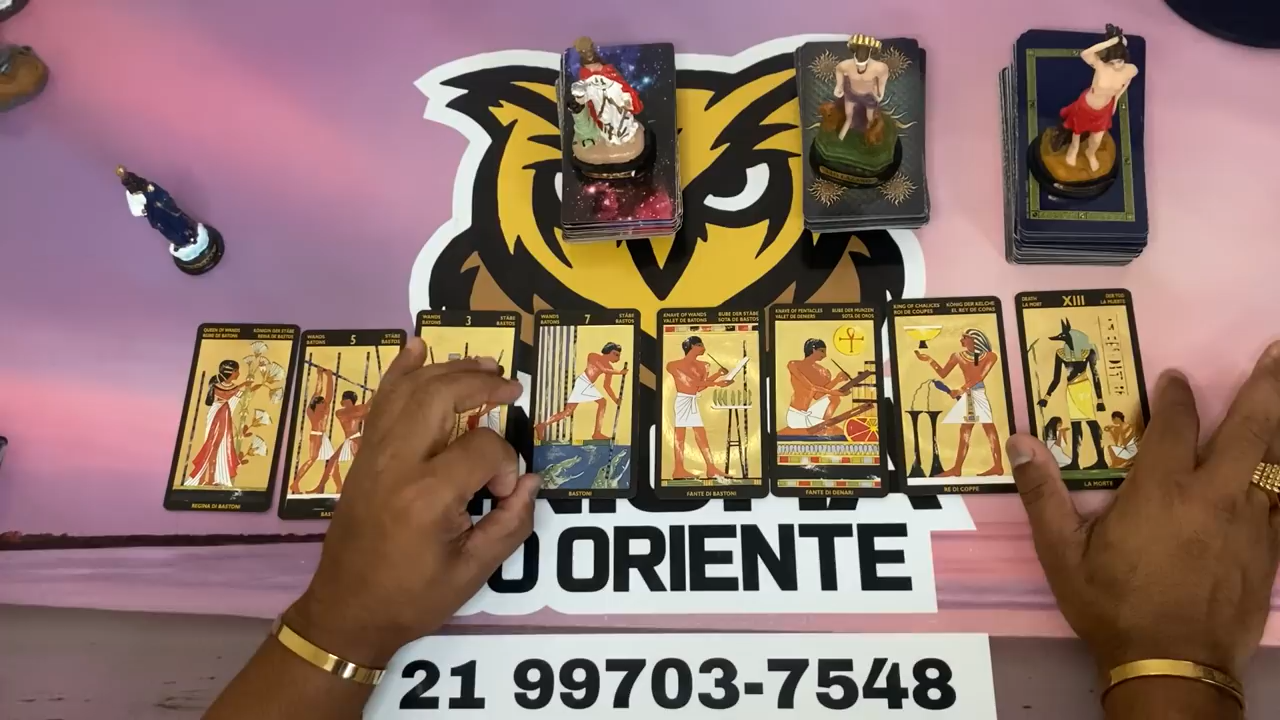 QUEEN OF WANDS KÖNIGIN DER STÄBE
REINE DE BATONS REINA DE BASTOS
REGINA DI BASTONI
WANDS 5 STÄBE
BATONS BASTOS
WANDS 3 STÄBE
BATONS BASTOS
WANDS 7 STÄBE
BATONS BASTOS
BASTONI
KNAVE OF WANDS BUBE DER STÄBE
VALET DE BATONS SOTA DE BASTOS
FANTE DI BASTONI
KNAVE OF PENTACLES BUBE DER MÜNZEN
VALET DE DENIERS SOTA DE OROS
FANTE DI DENARI
KING OF CHALICES KÖNIG DER KELCHE
ROI DE COUPES EL REY DE COPAS
RE DI COPPE
DEATH XIII DER TOD
LA MORT LA MUERTE
LA MORTE
O ORIENTE
21 99703-7548